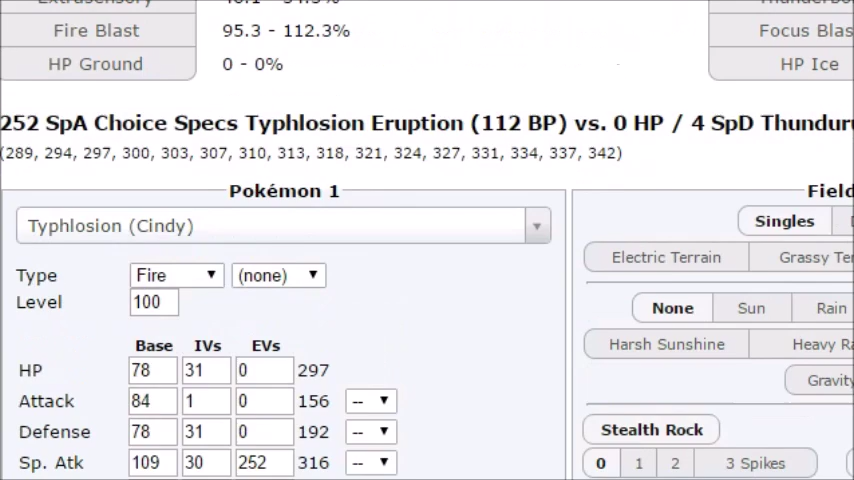 Extrasensory
Fire Blast 95.3 - 112.3% Focus Blas
HP Ground 0 - 0% HP Ice
252 SpA Choice Specs Typhlosion Eruption (112 BP) vs. 0 HP / 4 SpD Thunduru
(289, 294, 297, 300, 303, 307, 310, 313, 318, 321, 324, 327, 331, 334, 337, 342)
Pokémon 1 Field
Typhlosion (Cindy)
Singles
Type Fire (none) Electric Terrain Grassy Te
Level 100
None Sun Rain
Base IVs EVs Harsh Sunshine Heavy Ra
HP 78 31 0 297 Gravity
Attack 84 1 0 156 --
Defense 78 31 0 192 -- Stealth Rock
Sp. Atk 109 30 252 316 -- 0 1 2 3 Spikes